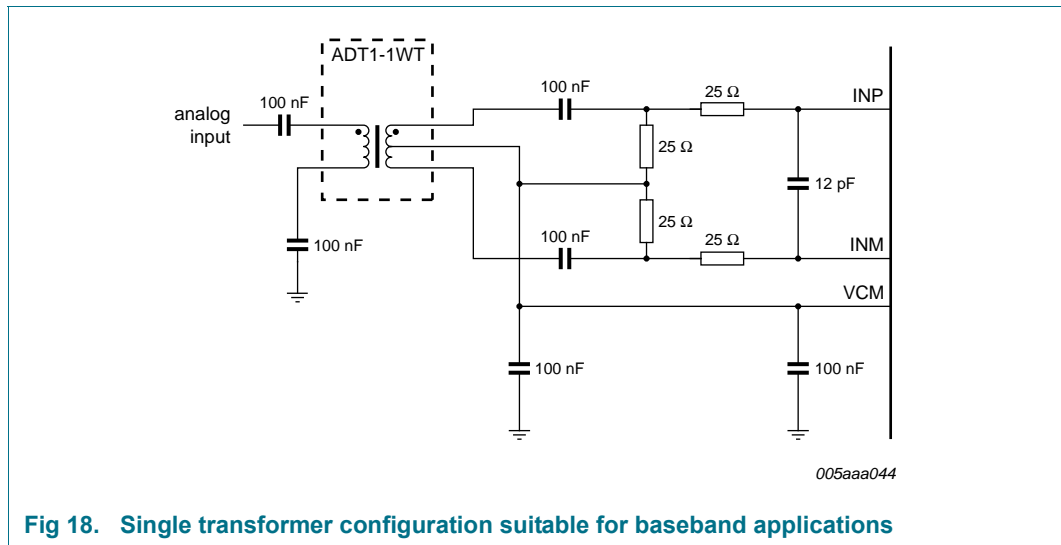 ADT1-1WT
100 nF
analog
input
100 nF
100 nF
25 Ω
INP
25 Ω
12 pF
25 Ω
100 nF
25 Ω
INM
VCM
100 nF
100 nF
005aaa044
Fig 18. Single transformer configuration suitable for baseband applications